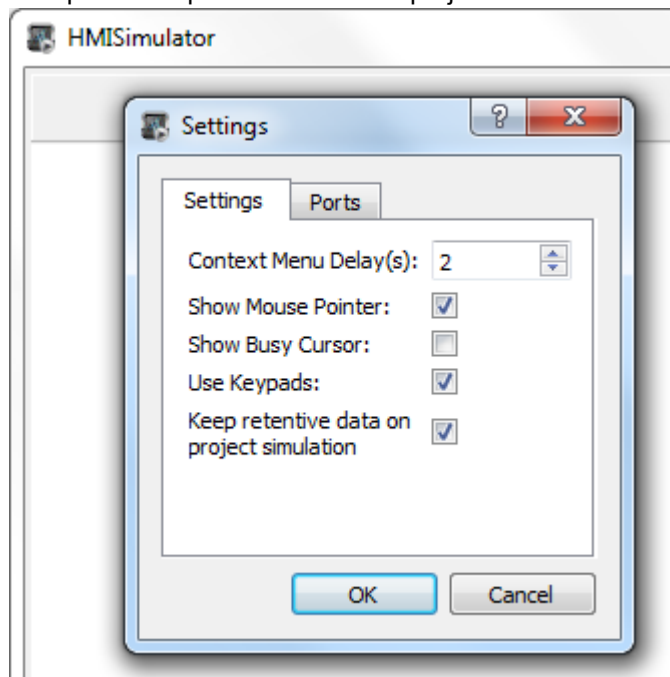 HMISimulator
Settings
Settings
Ports
Context Menu Delay(s): 2
Show Mouse Pointer:
Show Busy Cursor:
Use Keypads:
Keep retentive data on
project simulation
OK
Cancel